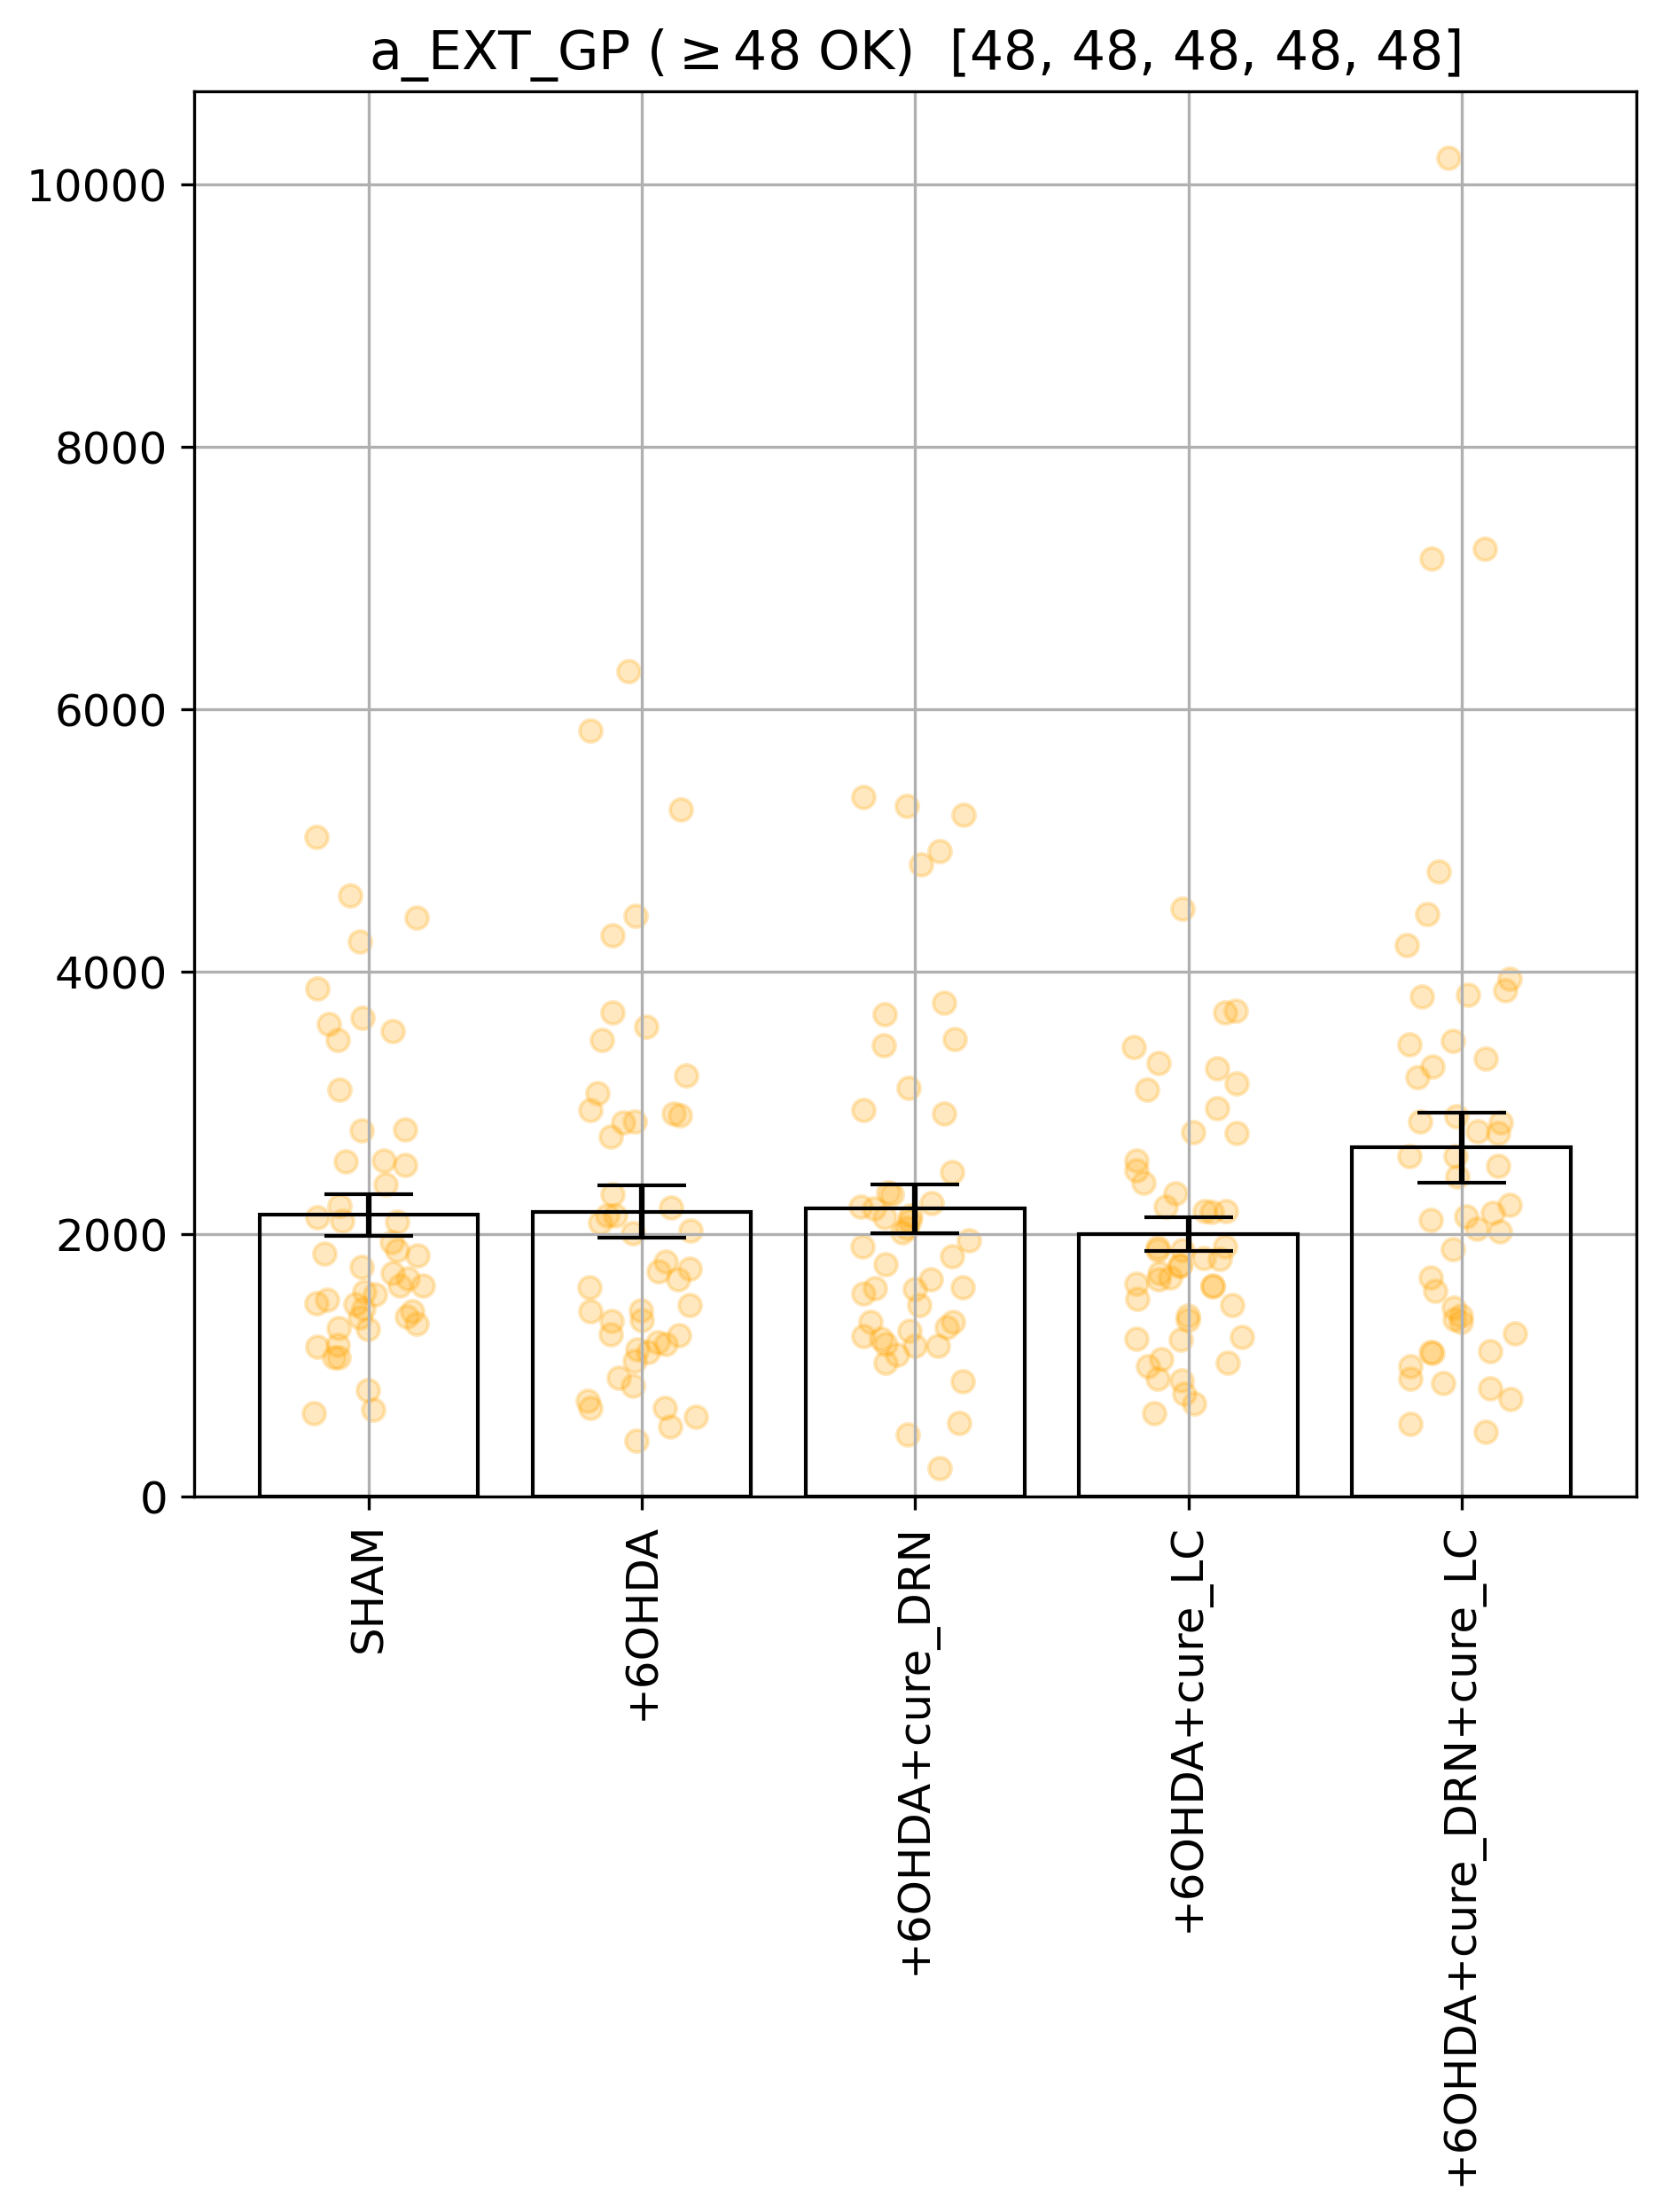 a_EXT_GP (≥48 OK) [48, 48, 48, 48, 48]
10000
8000
6000
4000
2000
0
SHAM
+6OHDA
+6OHDA+cure_DRN
+6OHDA+cure_LC
+6OHDA+cure_DRN+cure_LC